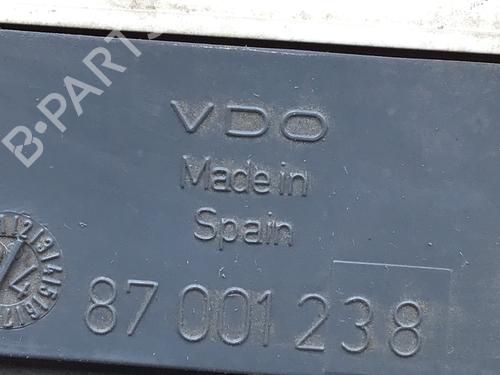 B-PARTS
VDO
Made in
Spain
87 001 238